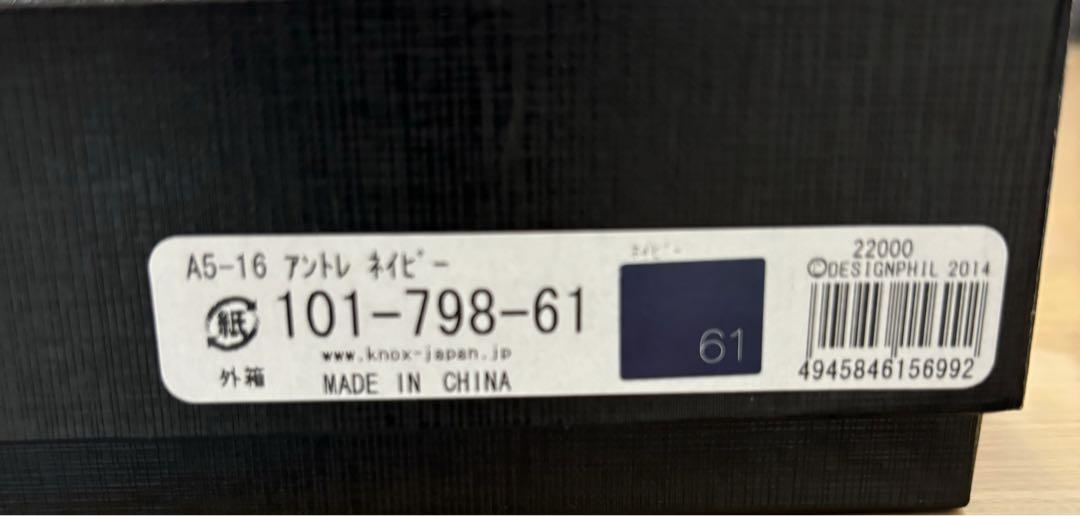 A5-16 アントレ ネイビー
紙
101-798-61
www.knox-japan.jp
外箱
MADE IN CHINA
ネイビー
61
22000
©DESIGNPHIL 2014
4945846156992